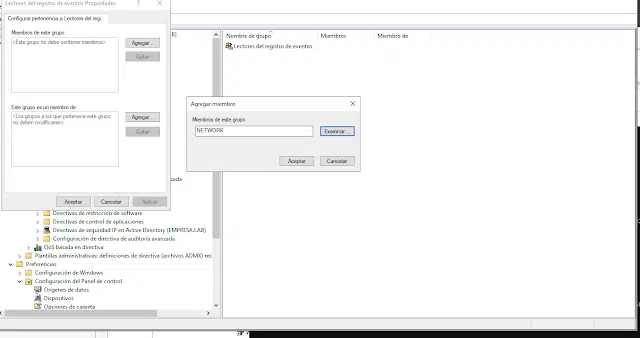 Lectores del registro de eventos Propiedades
Configurar pertenencia a Lectores del regi...
Miembros de este grupo:
<Este grupo no debe contener miembros>
Agregar...
Quitar
Este grupo es un miembro de:
<Los grupos a los que pertenece este grupo
no deben modificarse>
Agregar...
Quitar
Aceptar
Cancelar
Aplicar
Nombre de grupo
Miembros
Miembro de
Lectores del registro de eventos
Agregar miembro
Miembros de este grupo:
NETWORK
Examinar...
Aceptar
Cancelar
Directivas de restricción de software
Directivas de control de aplicaciones
Directivas de seguridad IP en Active Directory (EMPRESA.LAB)
Configuración de directiva de auditoría avanzada
QoS basada en directiva
Plantillas administrativas: definiciones de directiva (archivos ADMX) rec
Preferencias
Configuración de Windows
Configuración del Panel de control
Orígenes de datos
Dispositivos
Opciones de carpeta